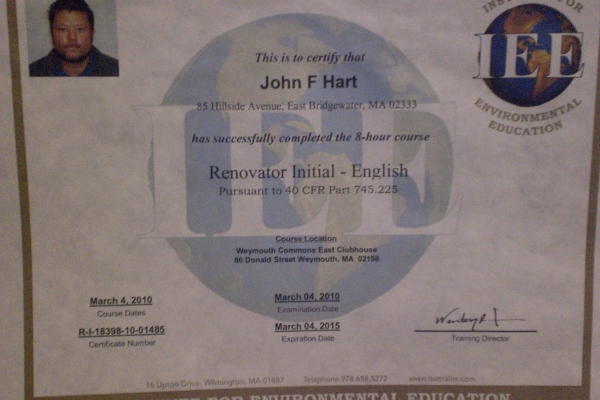 INSTITUTE FOR
IEE
ENVIRONMENTAL
EDUCATION
This is to certify that
John F Hart
85 Hillside Avenue, East Bridgewater, MA 02333
has successfully completed the 8-hour course
IEE
Renovator Initial - English
Pursuant to 40 CFR Part 745.225
Course Location
Weymouth Commons East Clubhouse
80 Donald Street Weymouth, MA 02188
March 4, 2010
Course Dates
March 04, 2010
Examination Date
R-I-18398-10-01485
Certificate Number
March 04, 2015
Expiration Date
Training Director
16 Upton Drive, Wilmington, MA 01887 Telephone 978.658.5272 www.ieetrains.com
FOR ENVIRONMENTAL EDUCATION